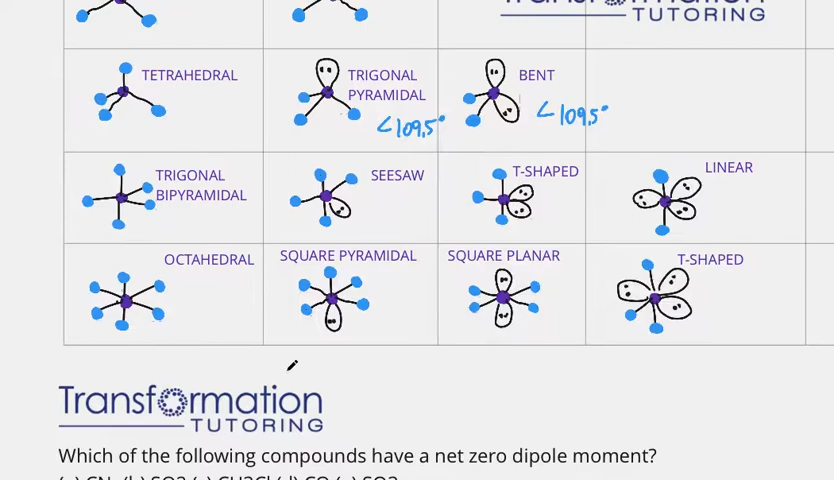 Transformation
TUTORING
TETRAHEDRAL
TRIGONAL
PYRAMIDAL
<109.5°
BENT
<109.5°
TRIGONAL
BIPYRAMIDAL
SEESAW
T-SHAPED
LINEAR
OCTAHEDRAL
SQUARE PYRAMIDAL
SQUARE PLANAR
T-SHAPED
Transformation
TUTORING
Which of the following compounds have a net zero dipole moment?